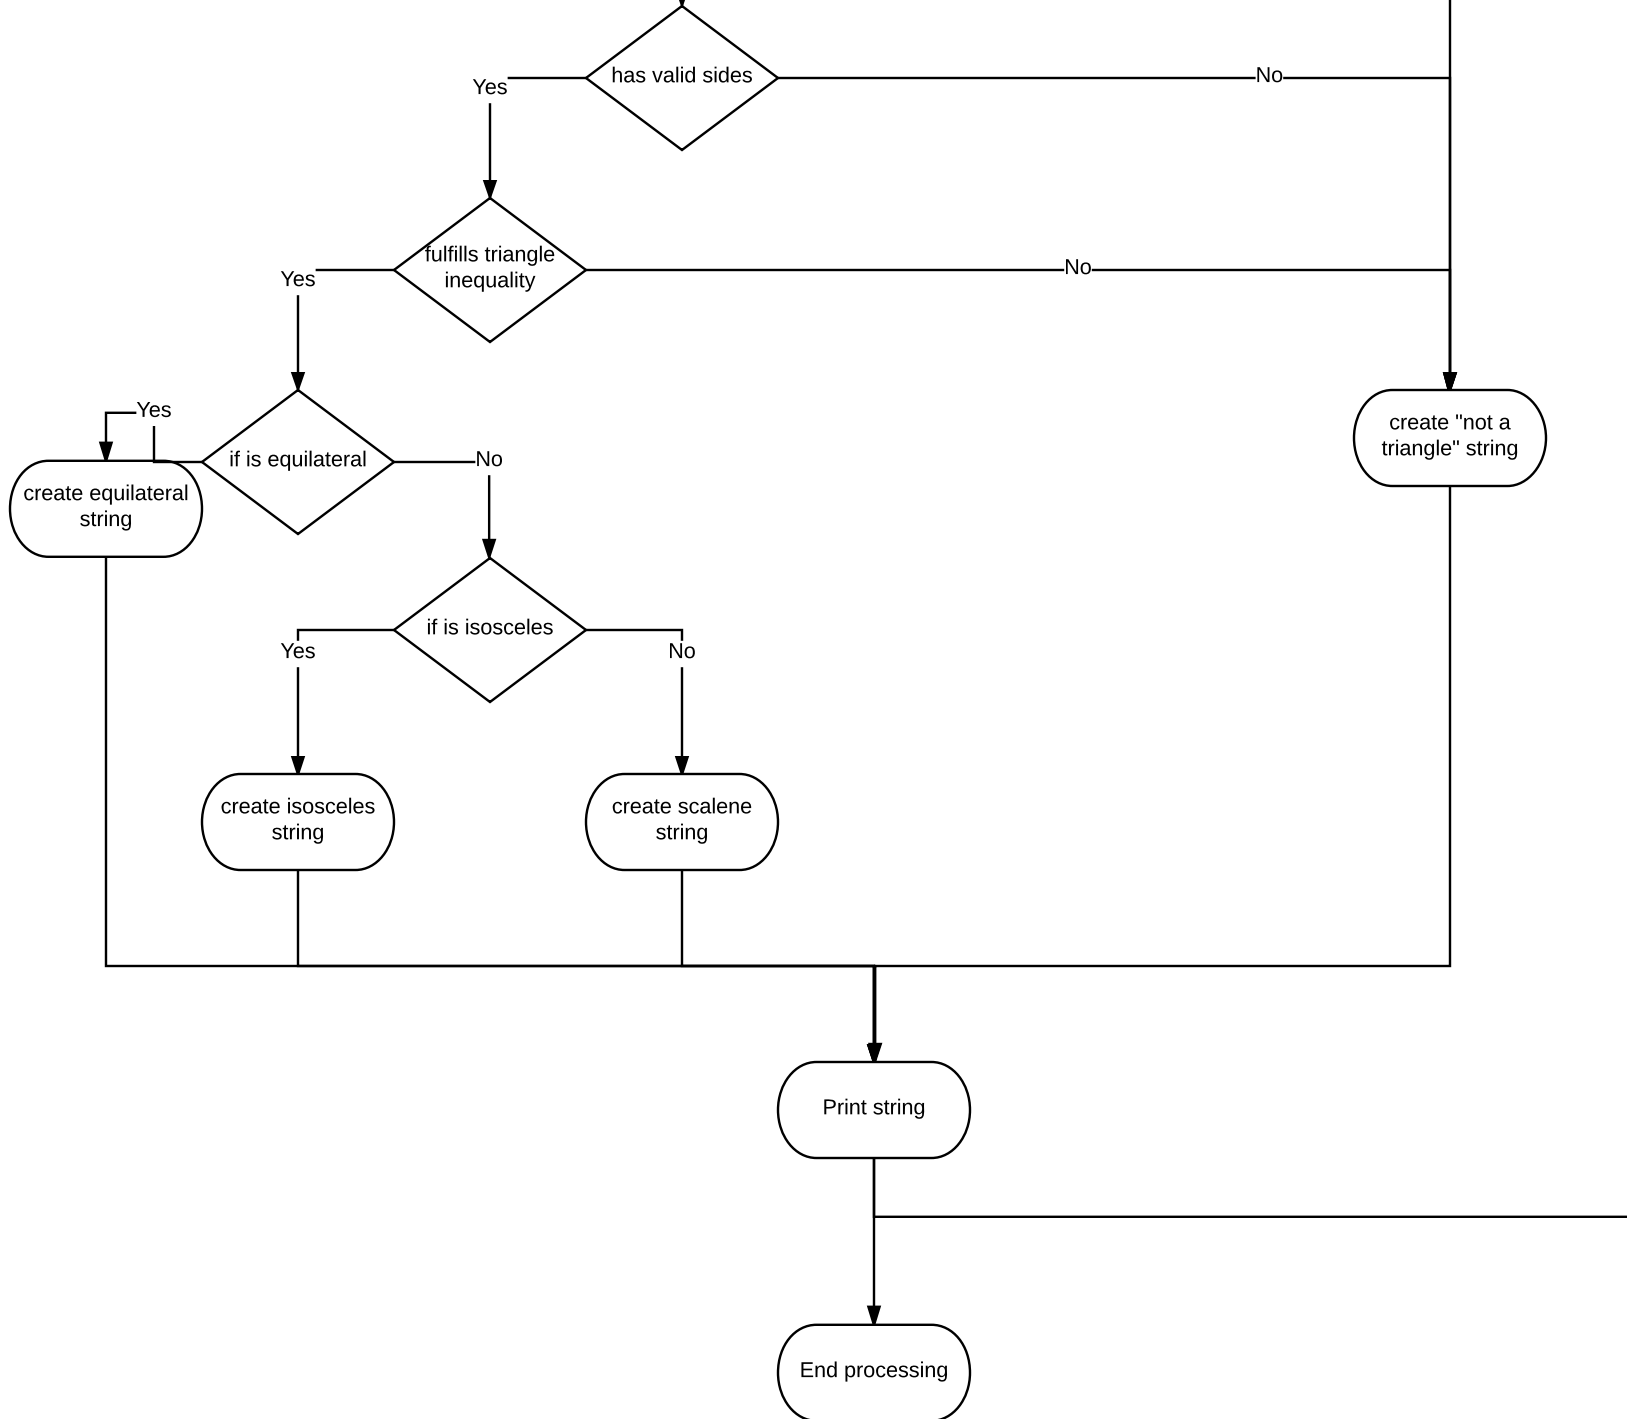 has valid sides
No
Yes
fulfills triangle
inequality
No
Yes
Yes
if is equilateral
No
create "not a
triangle" string
create equilateral
string
if is isosceles
Yes
No
create isosceles
string
create scalene
string
Print string
End processing